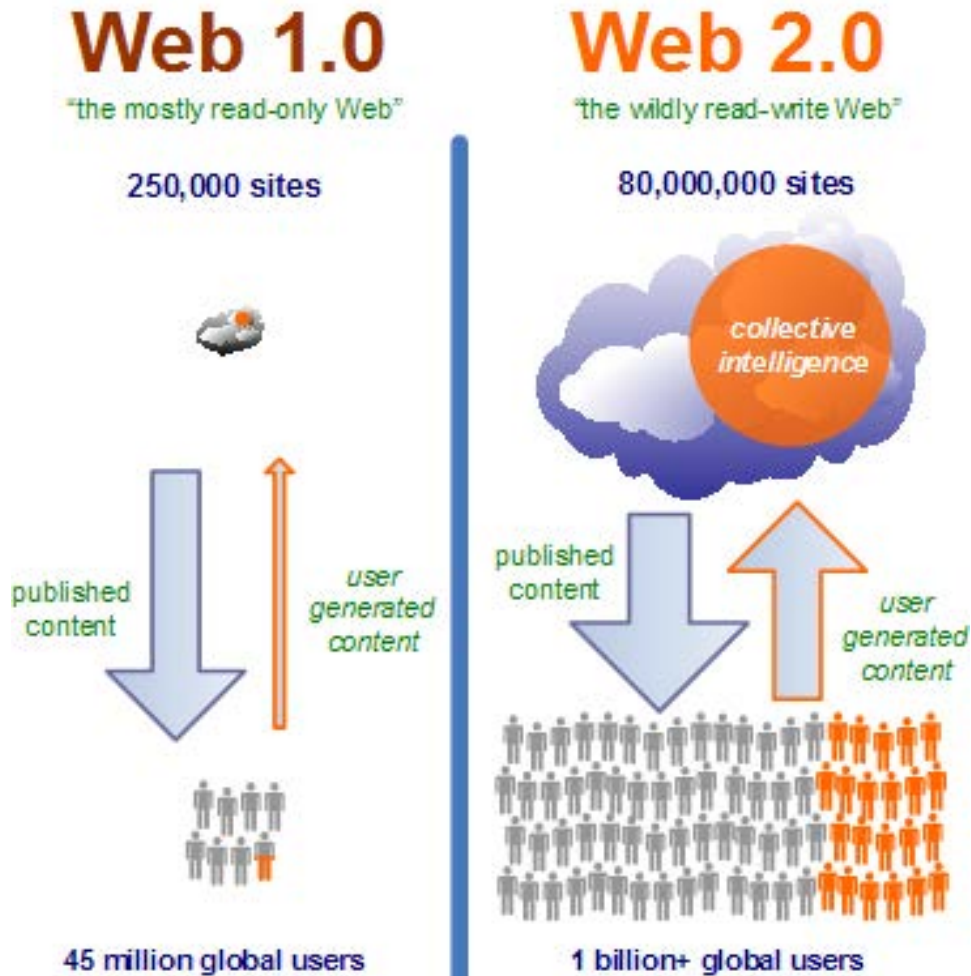 Web 1.0
"the mostly read-only Web"
250,000 sites
published
content
user
generated
content
45 million global users
Web 2.0
"the wildly read-write Web"
80,000,000 sites
collective
intelligence
published
content
user
generated
content
1 billion+ global users